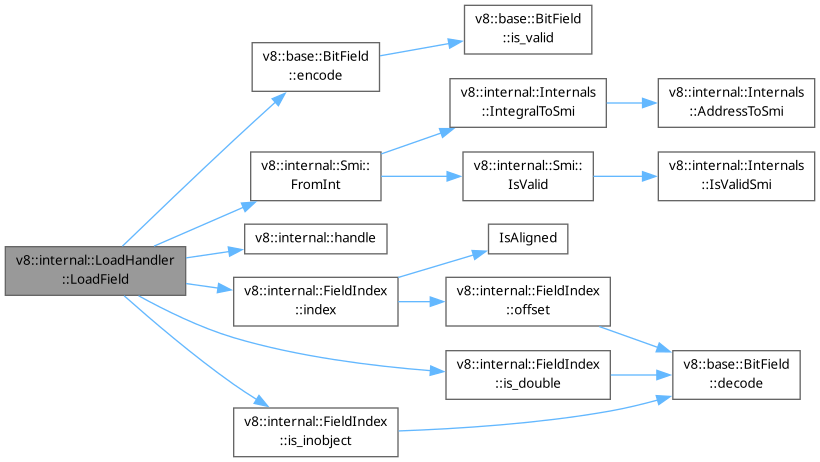 v8::base::BitField
::is_valid
v8::base::BitField
::encode
v8::internal::Internals
::IntegralToSmi
v8::internal::Internals
::AddressToSmi
v8::internal::Smi::
FromInt
v8::internal::Smi::
IsValid
v8::internal::Internals
::IsValidSmi
v8::internal::handle
IsAligned
v8::internal::LoadHandler
::LoadField
v8::internal::FieldIndex
::index
v8::internal::FieldIndex
::offset
v8::internal::FieldIndex
::is_double
v8::base::BitField
::decode
v8::internal::FieldIndex
::is_inobject